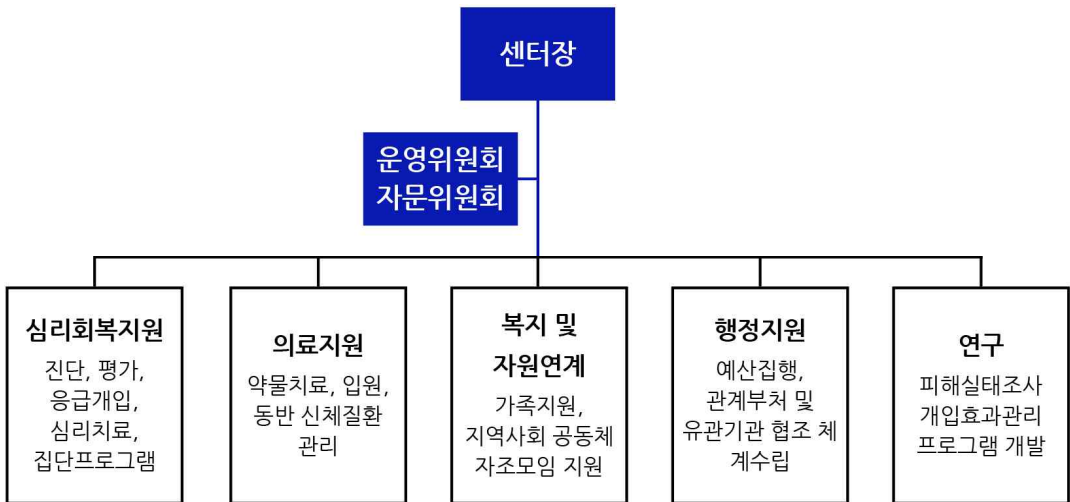 센터장
운영위원회
자문위원회
심리회복지원
진단, 평가,
응급개입,
심리치료,
집단프로그램
의료지원
약물치료, 입원,
동반 신체질환
관리
복지 및
자원연계
가족지원,
지역사회 공동체
자조모임 지원
행정지원
예산집행,
관계부처 및
유관기관 협조 체
계수립
연구
피해실태조사
개입효과관리
프로그램 개발